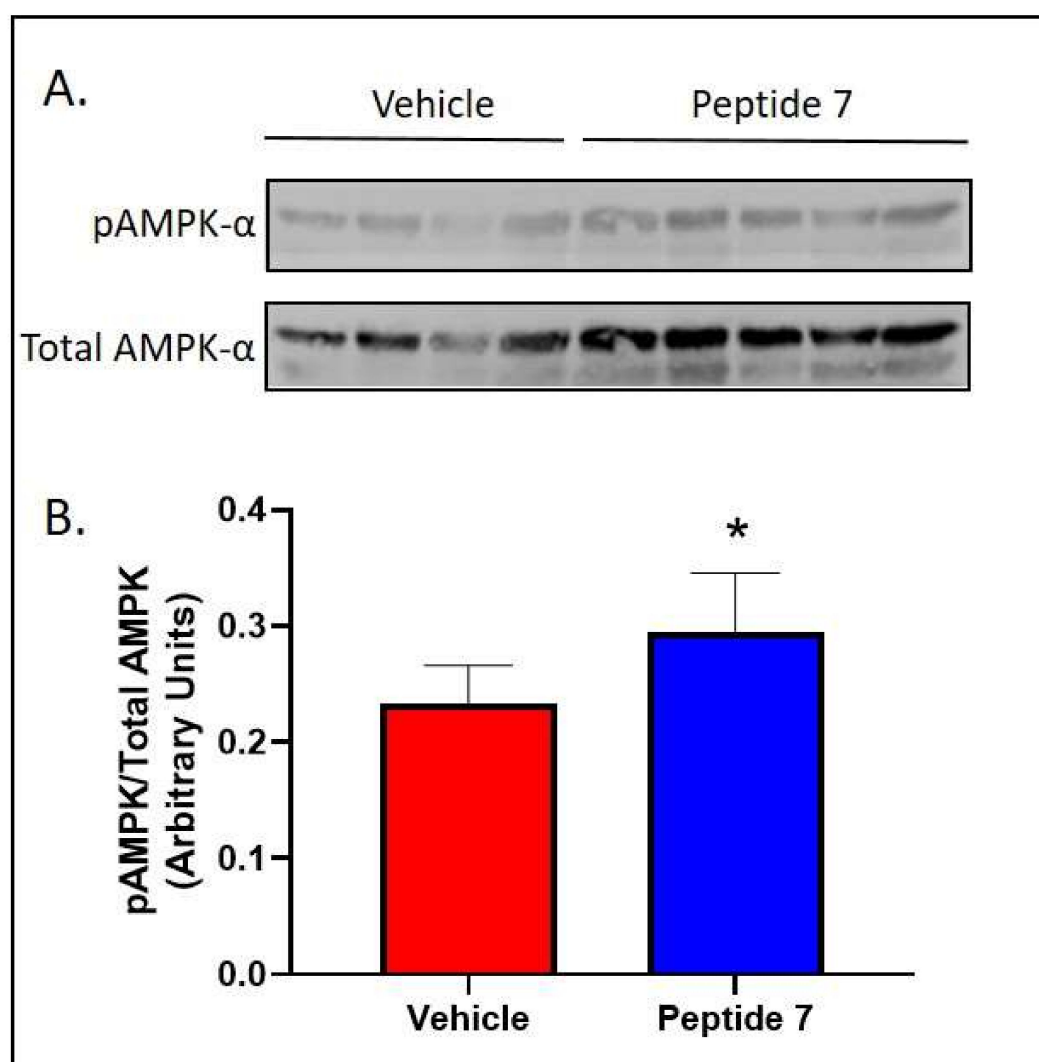 A.
Vehicle Peptide 7
pAMPK-α
Total AMPK-α
B.
*
pAMPK/Total AMPK
(Arbitrary Units)
0.4
0.3
0.2
0.1
0.0
Vehicle Peptide 7